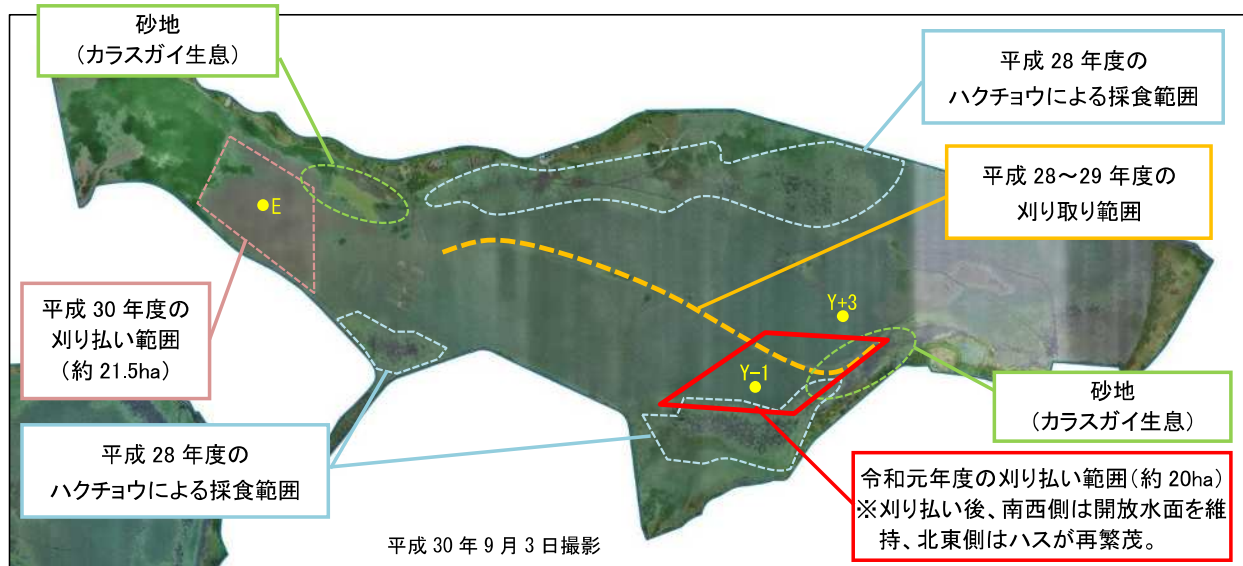 砂地
(カラスガイ生息)
平成 28 年度の
ハクチョウによる採食範囲
平成 28～29 年度の
刈り取り範囲
E
平成 30 年度の
刈り払い範囲
(約 21.5ha)
Y+3
Y−1
砂地
(カラスガイ生息)
平成 28 年度の
ハクチョウによる採食範囲
令和元年度の刈り払い範囲(約 20ha)
※刈り払い後、南西側は開放水面を維
持、北東側はハスが再繁茂。
平成 30 年 9 月 3 日撮影